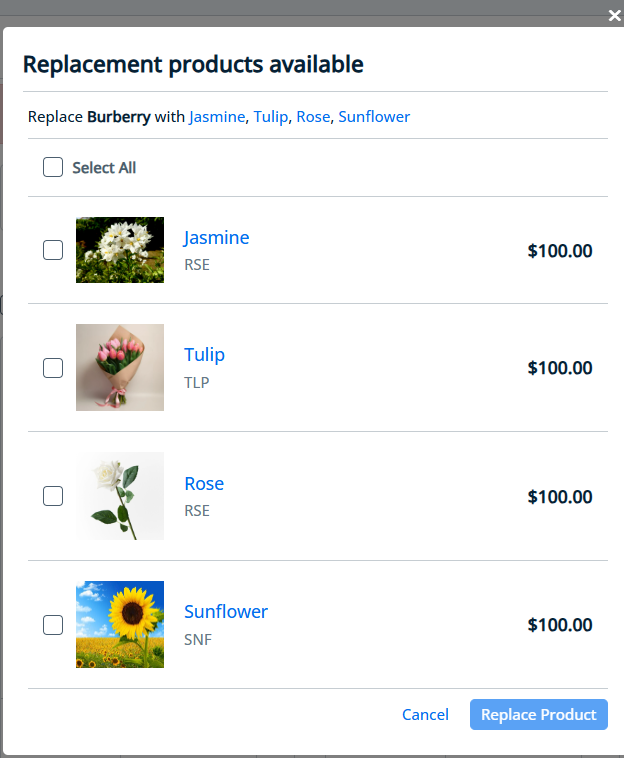 ×
Replacement products available
Replace Burberry with Jasmine, Tulip, Rose, Sunflower
Select All
Jasmine
RSE
$100.00
Tulip
TLP
$100.00
Rose
RSE
$100.00
Sunflower
SNF
$100.00
Cancel
Replace Product